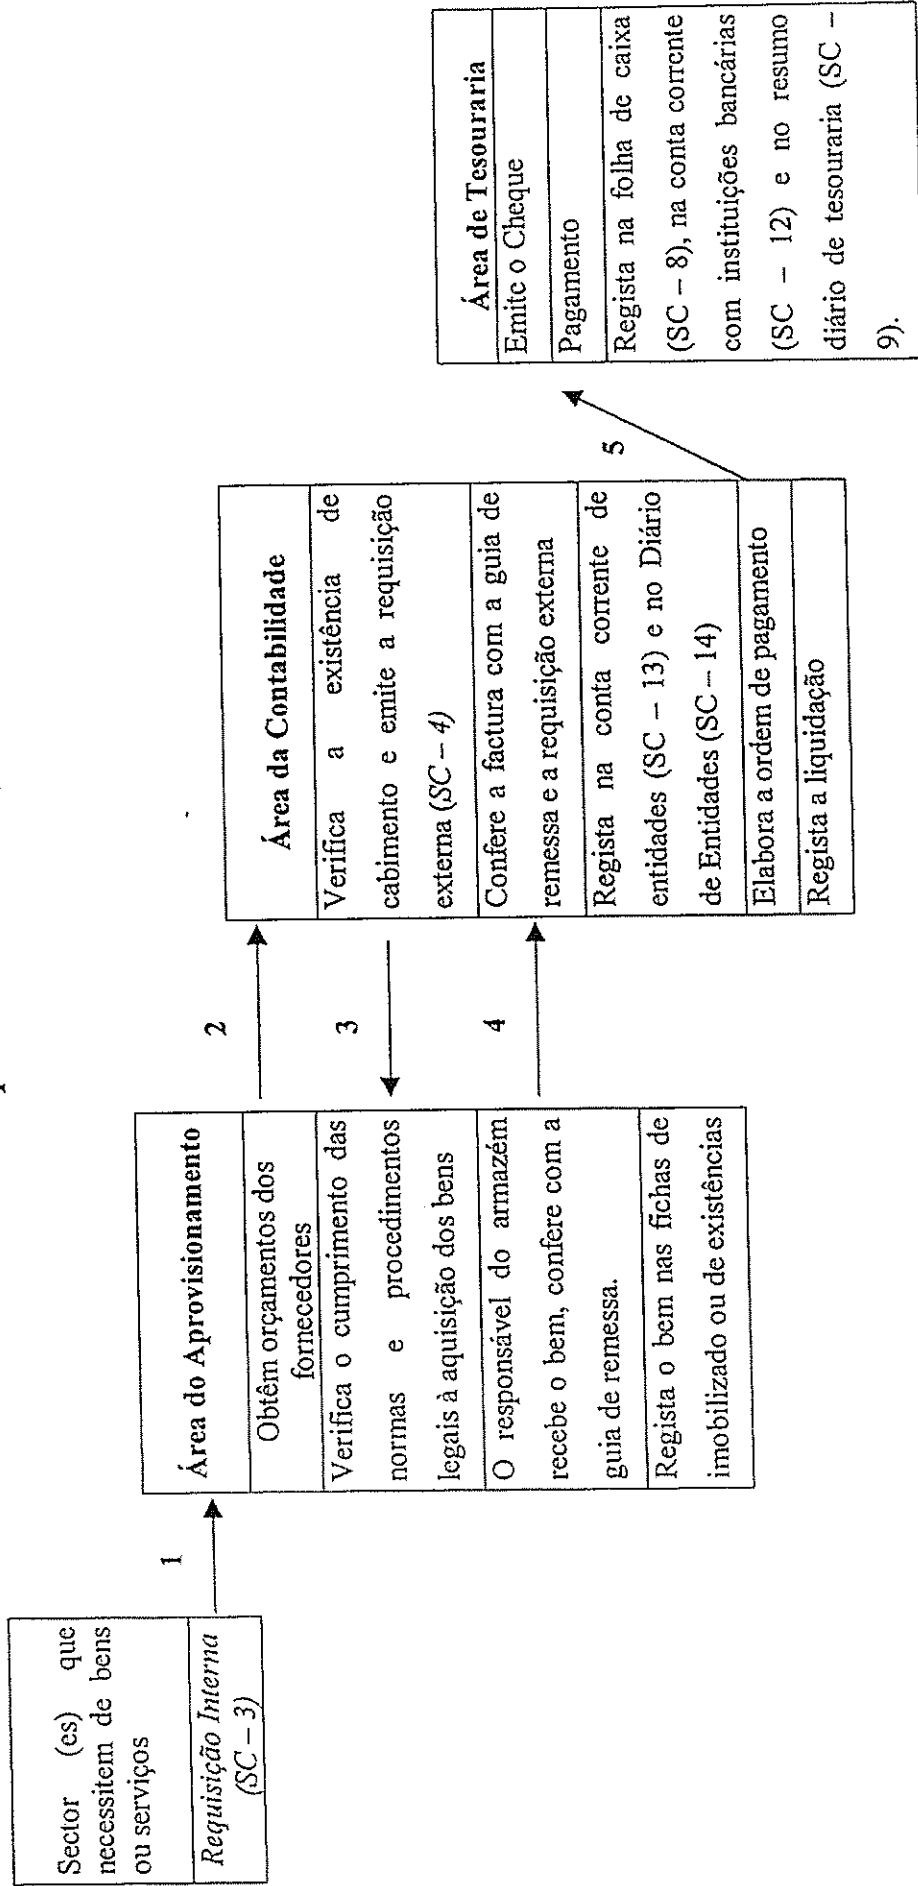 Sector (es) que
necessitem de bens
ou serviços
Requisição Interna
(SC – 3)
1
Área do Aprovisionamento
Obtêm orçamentos dos
fornecedores
Verifica o cumprimento das
normas e procedimentos
legais à aquisição dos bens
O responsável do armazém
recebe o bem, confere com a
guia de remessa.
Regista o bem nas fichas de
imobilizado ou de existências
2
3
4
Área da Contabilidade
Verifica a existência de
cabimento e emite a requisição
externa (SC – 4)
Confere a factura com a guia de
remessa e a requisição externa
Regista na conta corrente de
entidades (SC – 13) e no Diário
de Entidades (SC – 14)
Elabora a ordem de pagamento
Regista a liquidação
5
Área de Tesouraria
Emite o Cheque
Pagamento
Regista na folha de caixa
(SC – 8), na conta corrente
com instituições bancárias
(SC – 12) e no resumo
diário de tesouraria (SC –
9).